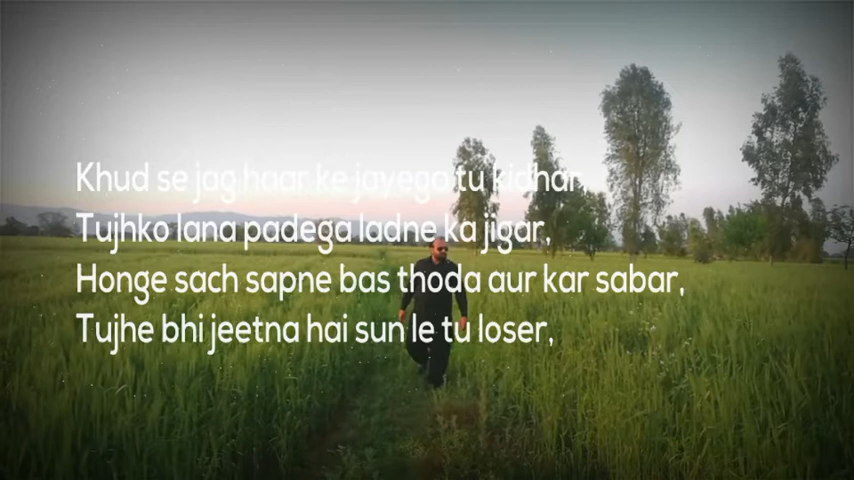 Khud se jag haar ke jayega tu kidhar,
Tujhko lana padega ladne ka jigar,
Honge sach sapne bas thoda aur kar sabar,
Tujhe bhi jeetna hai sun le tu loser,